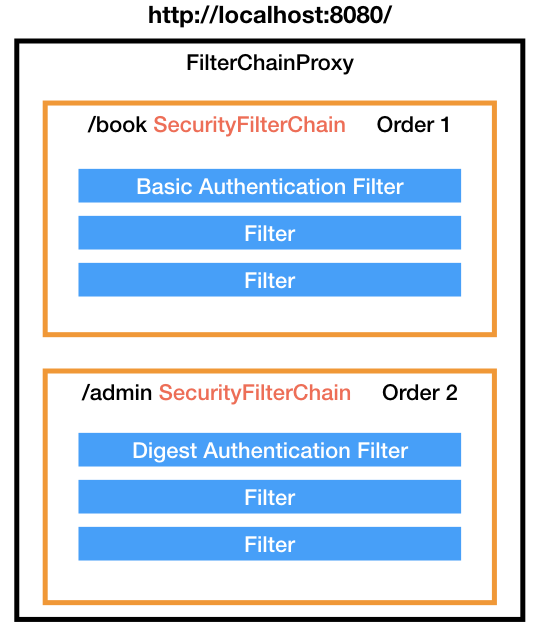 http://localhost:8080/
FilterChainProxy
/book SecurityFilterChain Order 1
Basic Authentication Filter
Filter
Filter
/admin SecurityFilterChain Order 2
Digest Authentication Filter
Filter
Filter